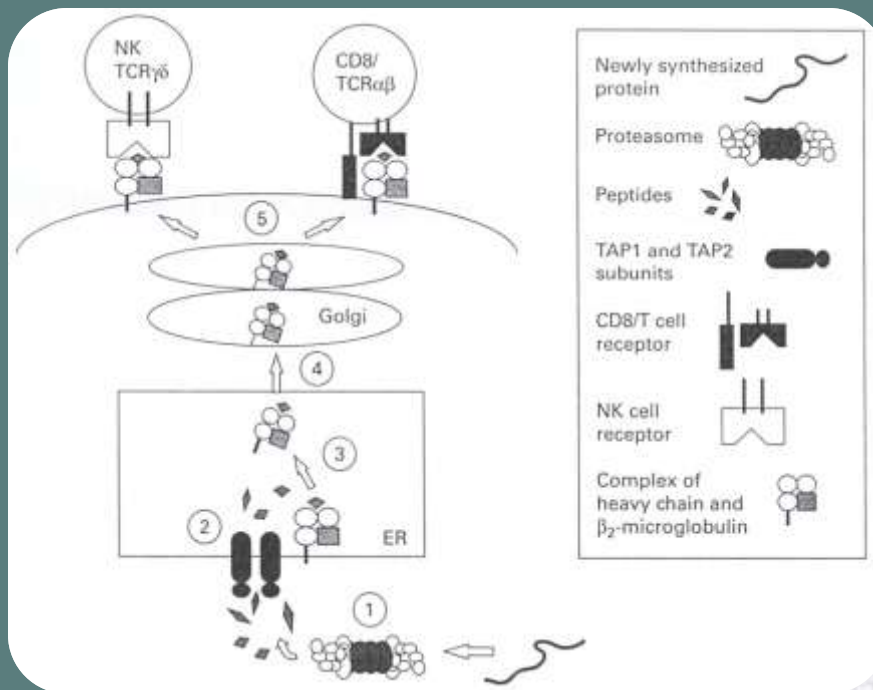 NK
TCRγδ
CD8/
TCRαβ
5
Golgi
4
3
2
ER
1
Newly synthesized
protein
Proteasome
Peptides
TAP1 and TAP2
subunits
CD8/T cell
receptor
NK cell
receptor
Complex of
heavy chain and
β₂-microglobulin